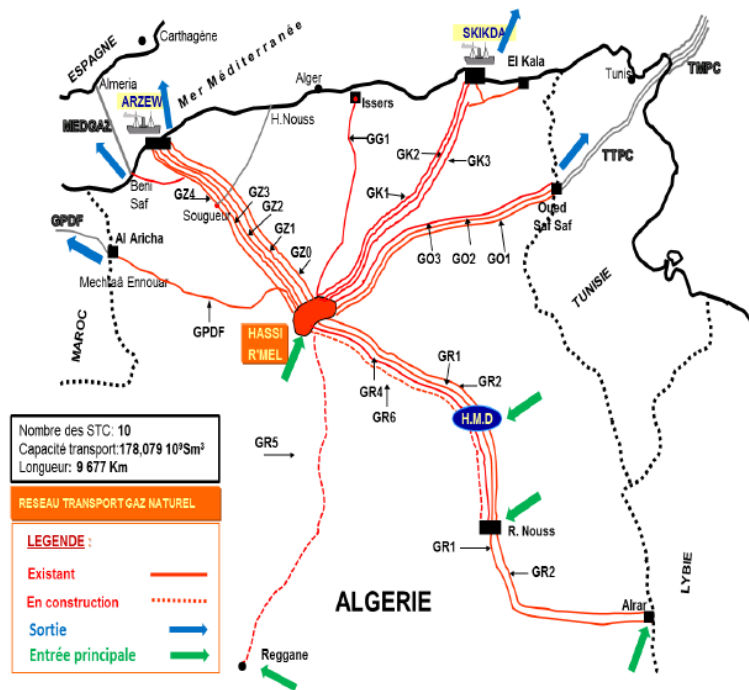 ESPAGNE
Carthagène
Almeria
Mer Méditerranée
ARZEW
MEDGAZ
Beni
Saf
Alger
H.Nouss
Issers
GG1
SKIKDA
El Kala
Tunis
TMPC
TTPC
Oued
Saf Saf
GK2
GK3
GK1
GO3
GO2
GO1
GZ4
GZ3
GZ2
GZ1
GZ0
Sougueur
GPDF
Al Aricha
Mechtaâ Ennouar
GPDF
MAROC
TUNISIE
HASSI
R'MEL
GR1
GR2
GR4
GR6
H.M.D
GR5
R. Nouss
GR1
GR2
Alrar
LYBIE
ALGERIE
Reggane
Nombre des STC: 10
Capacité transport:178,079 10⁹Sm³
Longueur: 9 677 Km
RESEAU TRANSPORT GAZ NATUREL
LEGENDE :
Existant
En construction
Sortie
Entrée principale